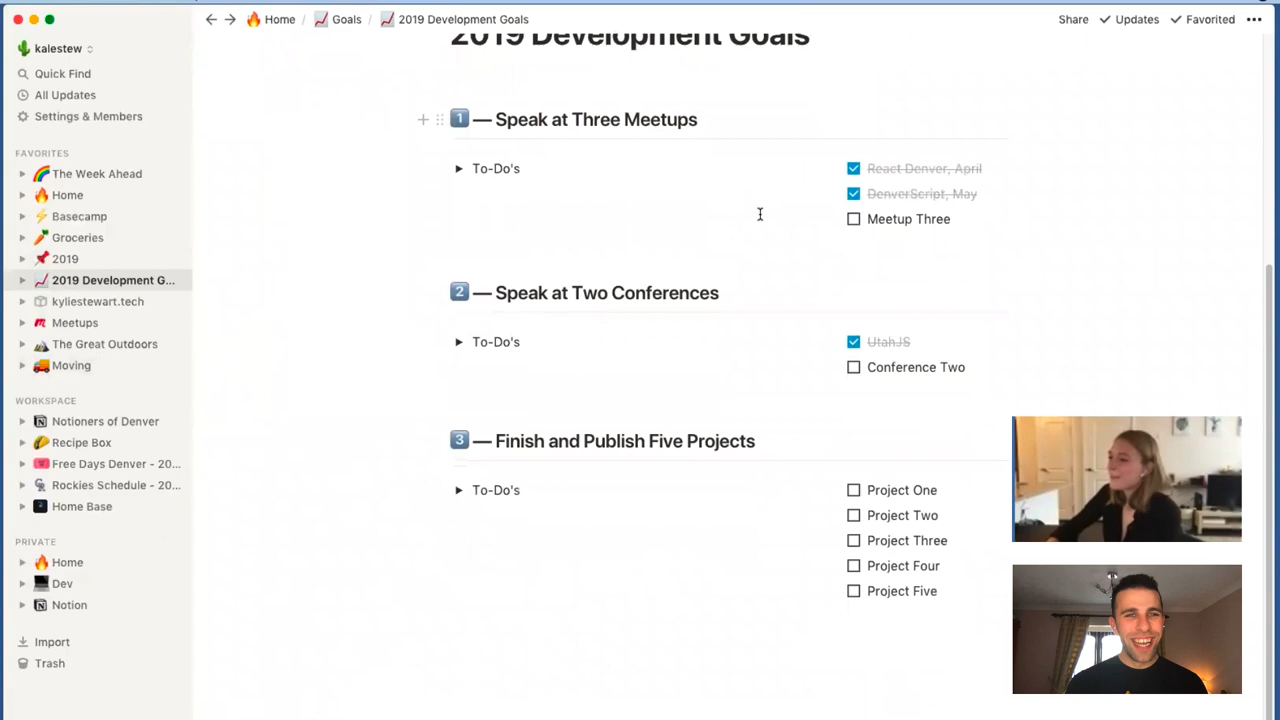 Home / Goals / 2019 Development Goals
Share Updates Favorited
kalestew
Quick Find
All Updates
Settings & Members
FAVORITES
The Week Ahead
Home
Basecamp
Groceries
2019
2019 Development G...
kyliestewart.tech
Meetups
The Great Outdoors
Moving
WORKSPACE
Notioners of Denver
Recipe Box
Free Days Denver - 20...
Rockies Schedule - 20...
Home Base
PRIVATE
Home
Dev
Notion
Import
Trash
2019 Development Goals
1 — Speak at Three Meetups
To-Do's
React Denver, April
DenverScript, May
Meetup Three
2 — Speak at Two Conferences
To-Do's
UtahJS
Conference Two
3 — Finish and Publish Five Projects
To-Do's
Project One
Project Two
Project Three
Project Four
Project Five